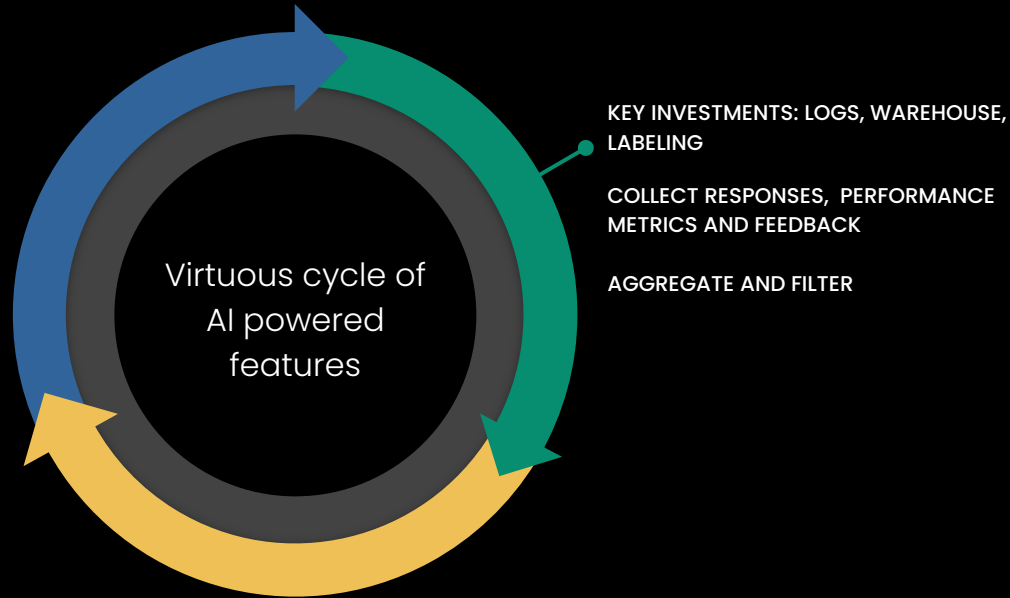 Virtuous cycle of
AI powered
features
KEY INVESTMENTS: LOGS, WAREHOUSE,
LABELING
COLLECT RESPONSES,  PERFORMANCE
METRICS AND FEEDBACK
AGGREGATE AND FILTER